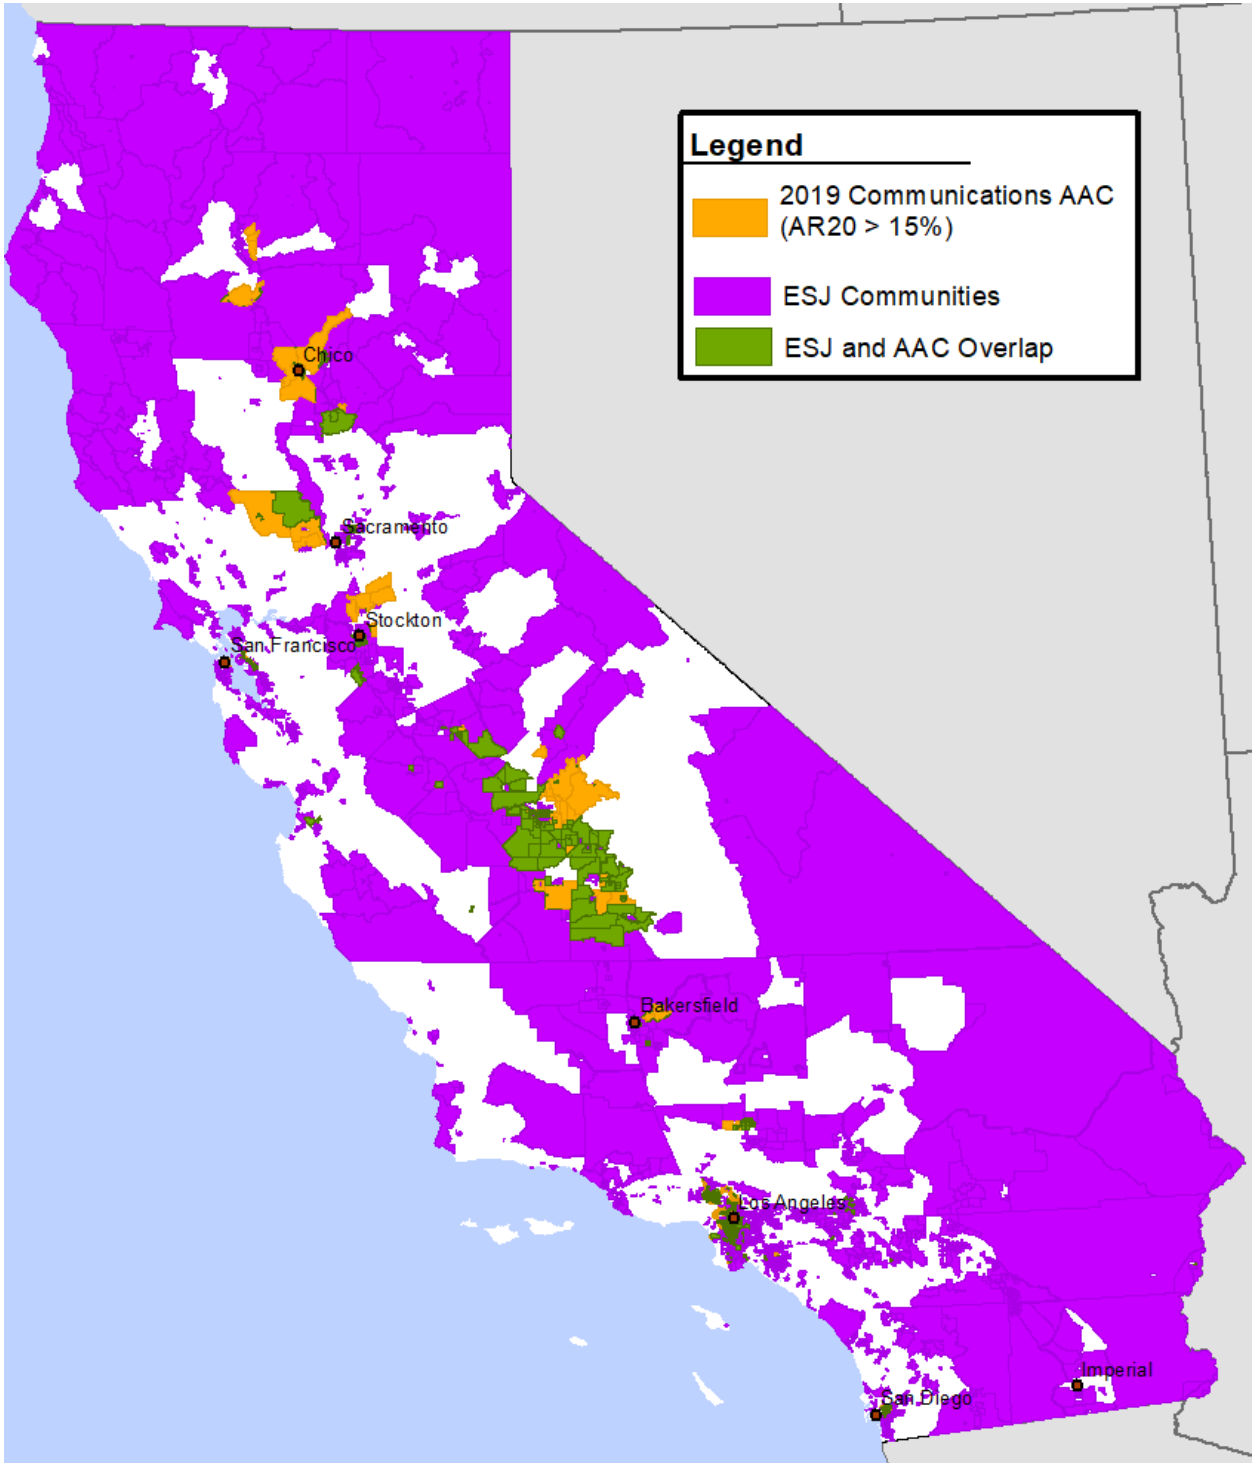 Legend
2019 Communications AAC
(AR20 > 15%)
ESJ Communities
ESJ and AAC Overlap
Chico
Sacramento
Stockton
San Francisco
Bakersfield
Los Angeles
Imperial
San Diego